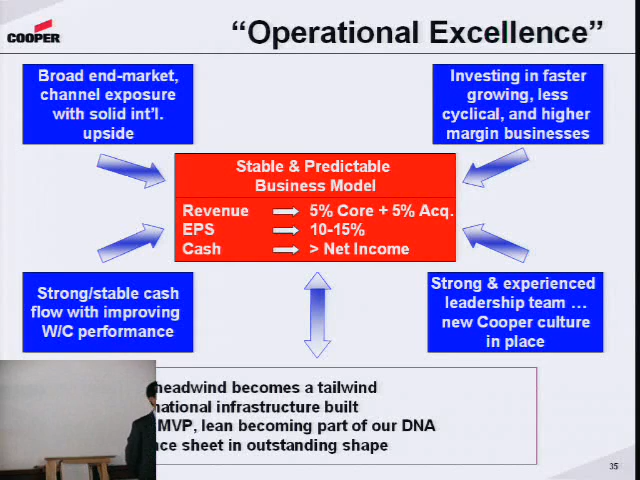 COOPER
“Operational Excellence”
Broad end-market,
channel exposure
with solid int'l.
upside
Investing in faster
growing, less
cyclical, and higher
margin businesses
Stable & Predictable
Business Model
Revenue 5% Core + 5% Acq.
EPS 10-15%
Cash > Net Income
Strong/stable cash
flow with improving
W/C performance
Strong & experienced
leadership team …
new Cooper culture
in place
headwind becomes a tailwind
national infrastructure built
MVP, lean becoming part of our DNA
sheet in outstanding shape
35